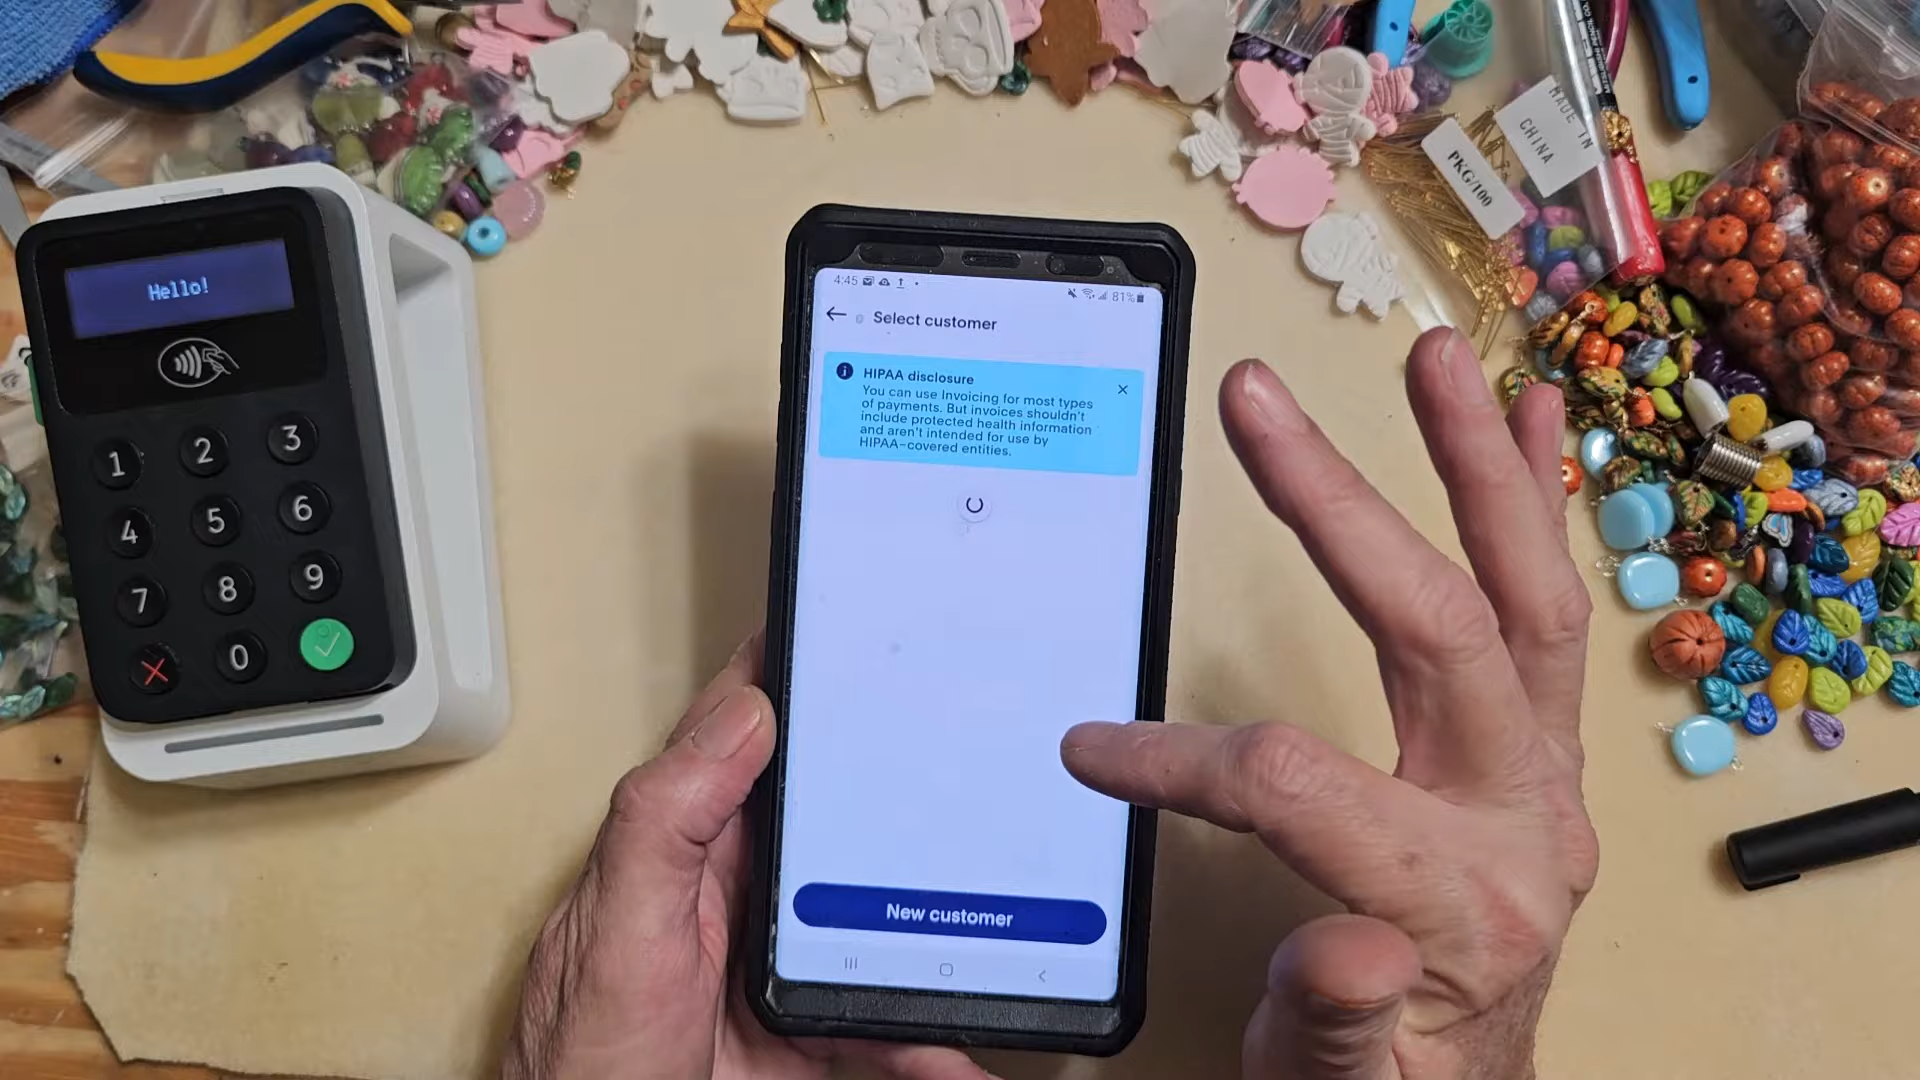 Hello!
1 2 3
4 5 6
7 8 9
0
4:45
81%
Select customer
HIPAA disclosure
You can use Invoicing for most types
of payments. But invoices shouldn't
include protected health information
and aren't intended for use by
HIPAA-covered entities.
New customer
PKG/100
MADE IN
CHINA